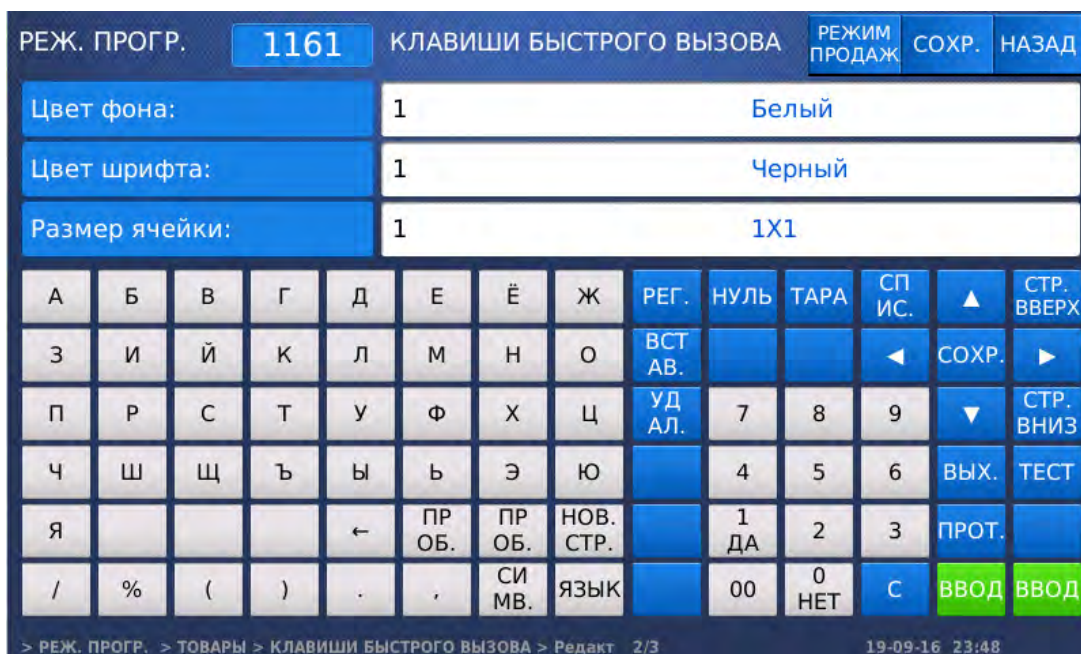 РЕЖ. ПРОГР. 1161 КЛАВИШИ БЫСТРОГО ВЫЗОВА РЕЖИМ ПРОДАЖ СОХР. НАЗАД
Цвет фона: 1 Белый
Цвет шрифта: 1 Черный
Размер ячейки: 1 1X1
А Б В Г Д Е Ё Ж РЕГ. НУЛЬ ТАРА СП ИС. ▲ СТР. ВВЕРХ
З И Й К Л М Н О ВСТ АВ. ◀ СОХР. ▶
П Р С Т У Ф Х Ц УД АЛ. 7 8 9 ▼ СТР. ВНИЗ
Ч Ш Щ Ъ Ы Ь Э Ю 4 5 6 ВЫХ. ТЕСТ
Я ← ПР ОБ. ПР ОБ. НОВ. СТР. 1 ДА 2 3 ПРОТ.
/ % ( ) . , СИ МВ. ЯЗЫК 00 0 НЕТ C ВВОД ВВОД
> РЕЖ. ПРОГР. > ТОВАРЫ > КЛАВИШИ БЫСТРОГО ВЫЗОВА > Редакт 2/3 19-09-16 23:48